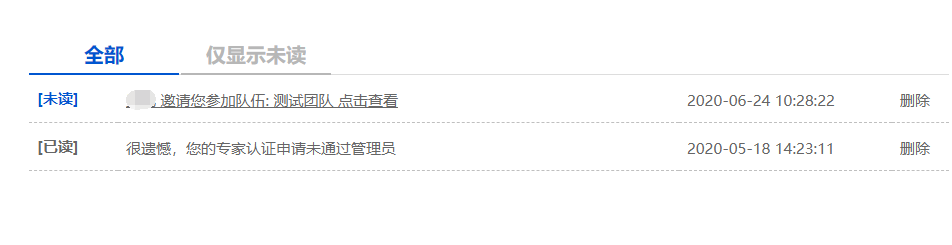 全部 仅显示未读
[未读] 邀请您参加队伍: 测试团队 点击查看 2020-06-24 10:28:22 删除
[已读] 很遗憾，您的专家认证申请未通过管理员 2020-05-18 14:23:11 删除